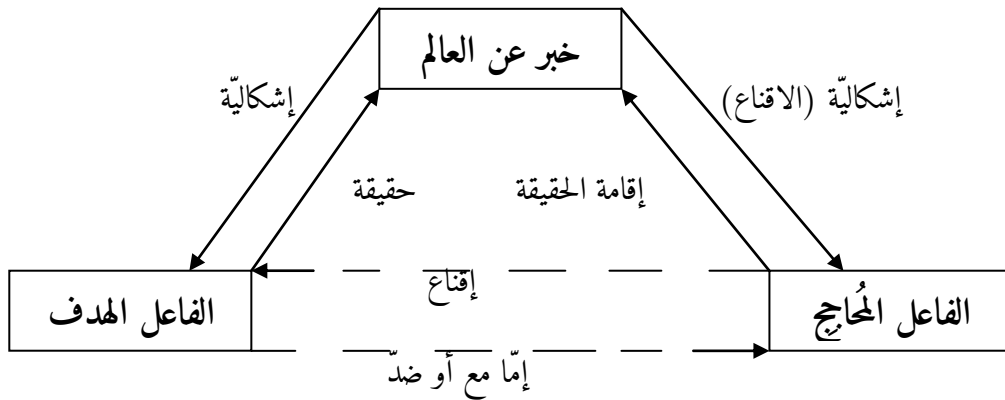 خبر عن العالم
إشكاليّة (الاقناع)
إشكاليّة
إقامة الحقيقة
حقيقة
الفاعل المُحاجِج
إقناع
الفاعل الهدف
إمّا مع أو ضدّ